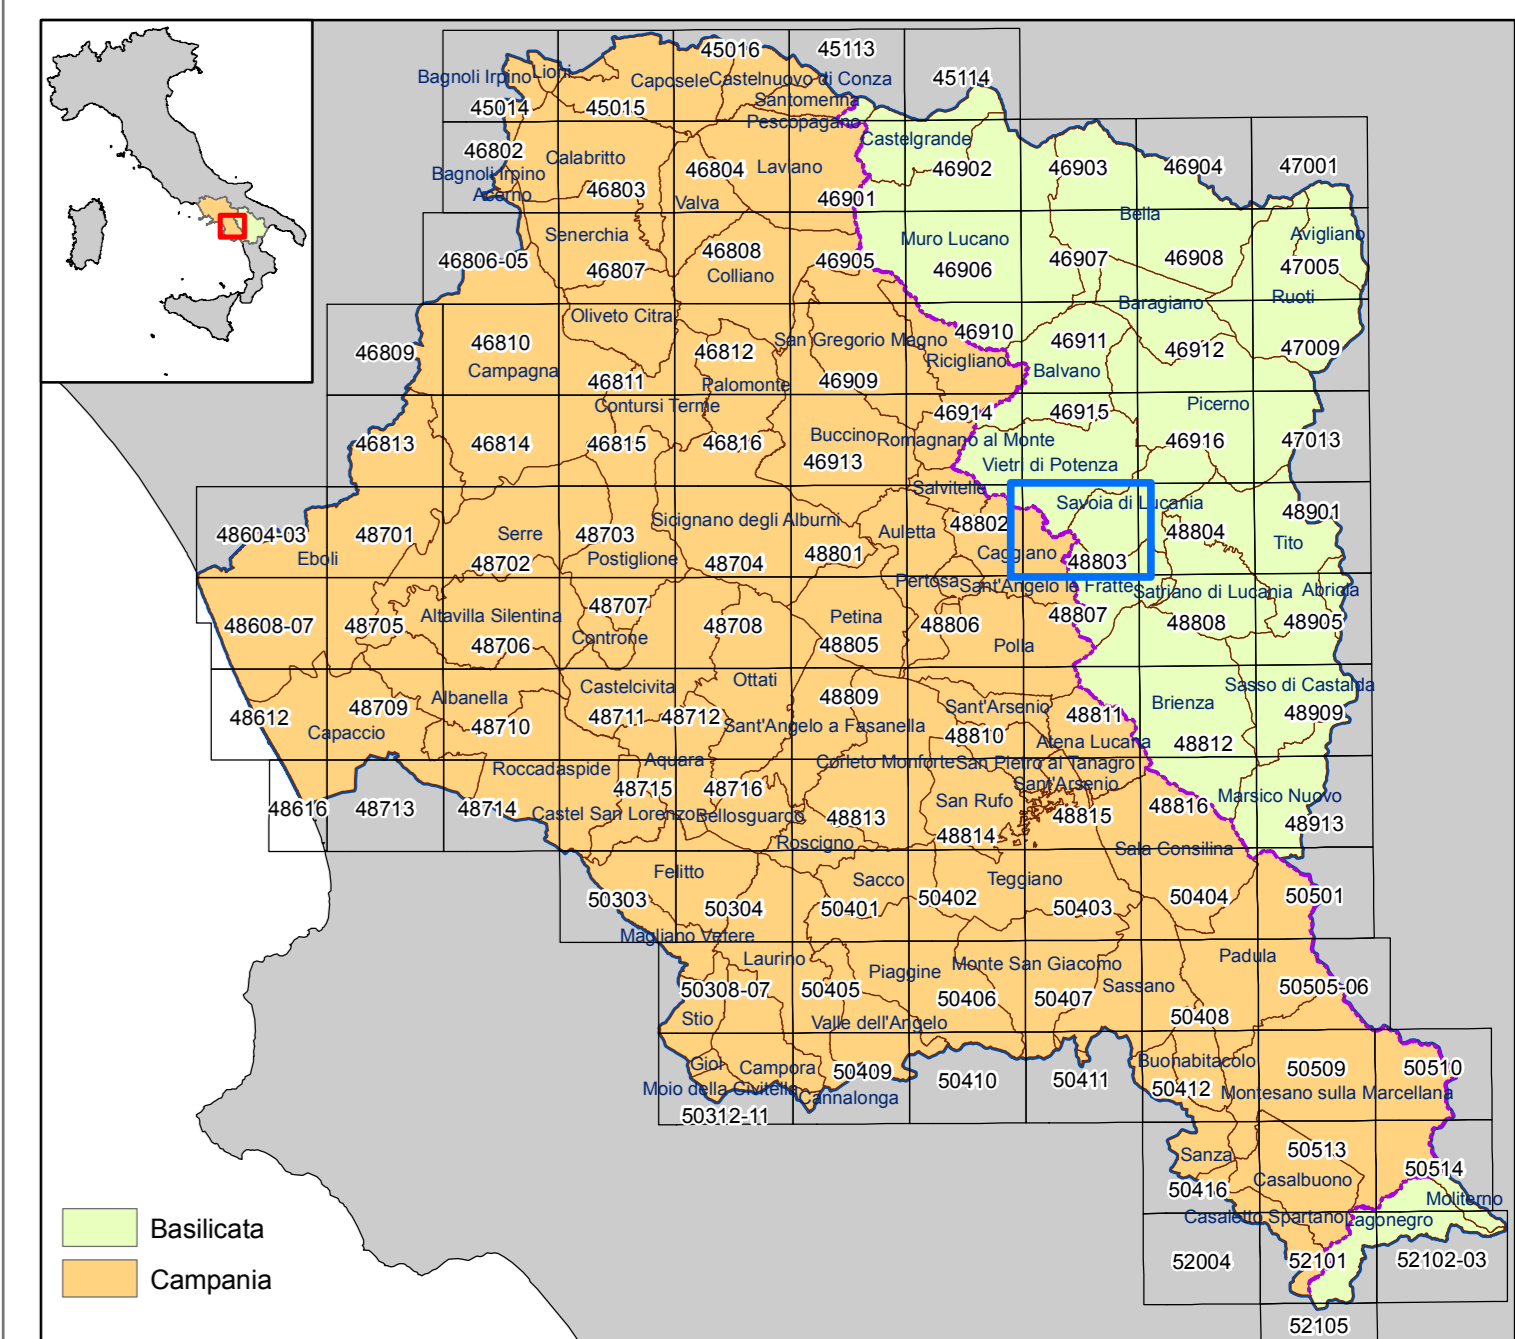 45016
45113
Bagnoli Irpino
Lioni
Caposele
Castelnuovo di Conza
45114
45014
45015
Santomenna
Pescopagano
Castelgrande
46802
Calabritto
46804
Laviano
46902
46903
46904
47001
Bagnoli Irpino
Acerno
46803
Valva
46901
Bella
Senerchia
Muro Lucano
Avigliano
46806-05
46807
46808
Colliano
46905
46906
46907
46908
47005
Oliveto Citra
Baragiano
Ruoti
46809
46810
46812
San Gregorio Magno
46910
46911
46912
47009
Campagna
46811
Palomonte
46909
Ricigliano
Balvano
Contursi Terme
46914
46915
Picerno
46813
46814
46815
46816
Buccino
Romagnano al Monte
46916
47013
46913
Vietri di Potenza
Salvitelle
Savoia di Lucania
48604-03
48701
Serre
48703
Sicignano degli Alburni
Auletta
48802
48804
48901
Eboli
48702
Postiglione
48704
48801
Caggiano
48803
Tito
Pertosa
Sant'Angelo le Fratte
Satriano di Lucania
Abriola
48608-07
48705
Altavilla Silentina
48707
48708
Petina
48806
48807
48808
48905
48706
Controne
48805
Polla
Albanella
Castelcivita
Ottati
48809
Sant'Arsenio
Brienza
Sasso di Castalda
48612
48709
48710
48711
48712
Sant'Angelo a Fasanella
48810
48811
48812
48909
Capaccio
Atena Lucana
Roccadaspide
Aquara
Corleto Monforte
San Pietro al Tanagro
48616
48713
48714
48715
48716
Sant'Arsenio
Marsico Nuovo
Castel San Lorenzo
Bellosguardo
48813
San Rufo
48815
48816
48913
Roscigno
48814
Sala Consilina
Felitto
Sacco
Teggiano
50303
50304
50401
50402
50403
50404
50501
Magliano Vetere
Laurino
Piaggine
Monte San Giacomo
Padula
50308-07
50405
50406
50407
Sassano
50505-06
Stio
Valle dell'Angelo
50408
Gioi
Campora
50409
50410
50411
Buonabitacolo
50509
50510
Moio della Civitella
Cannalonga
50412
Montesano sulla Marcellana
50312-11
Sanza
50513
50514
50416
Casalbuono
Moliterno
Casaletto Spartano
Lagonegro
Basilicata
52004
52101
52102-03
Campania
52105